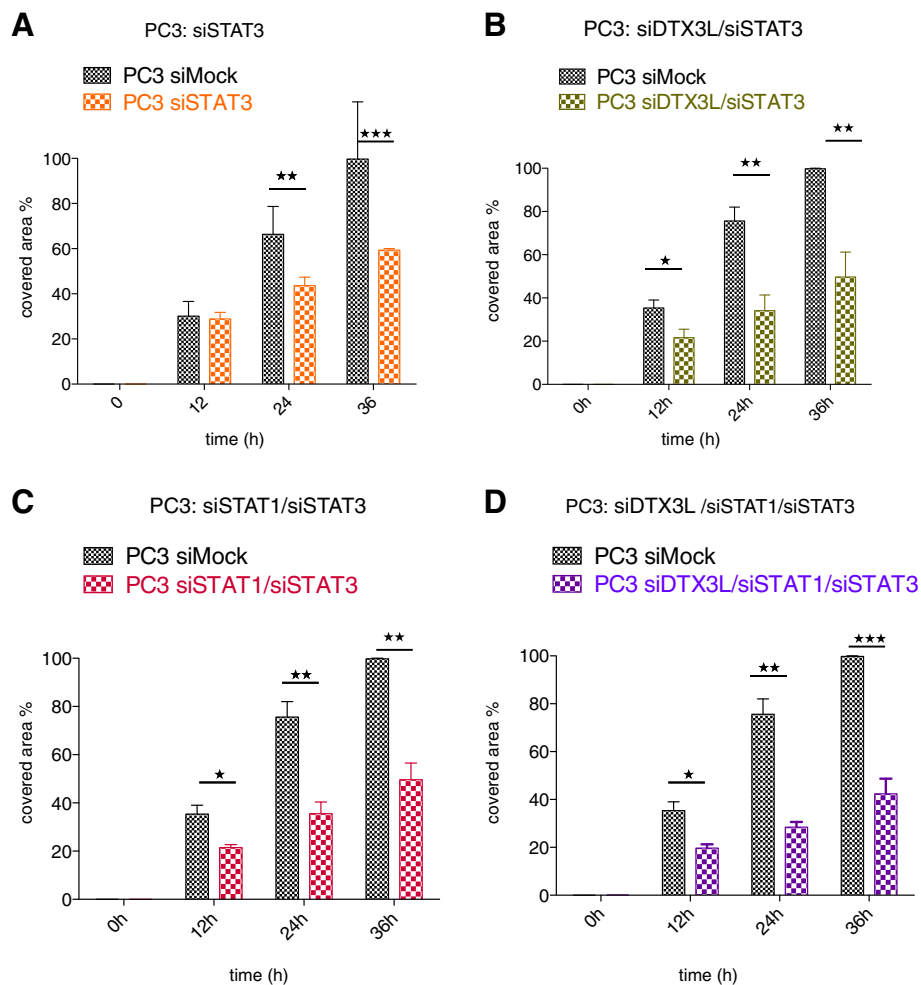 A
PC3: siSTAT3
PC3 siMock
PC3 siSTAT3
covered area %
100
80
60
40
20
0
★★
★★★
0
12
24
36
time (h)
B
PC3: siDTX3L/siSTAT3
PC3 siMock
PC3 siDTX3L/siSTAT3
covered area %
100
80
60
40
20
0
★
★★
★★
0h
12h
24h
36h
time (h)
C
PC3: siSTAT1/siSTAT3
PC3 siMock
PC3 siSTAT1/siSTAT3
covered area %
100
80
60
40
20
0
★
★★
★★
0h
12h
24h
36h
time (h)
D
PC3: siDTX3L /siSTAT1/siSTAT3
PC3 siMock
PC3 siDTX3L/siSTAT1/siSTAT3
covered area %
100
80
60
40
20
0
★
★★
★★★
0h
12h
24h
36h
time (h)